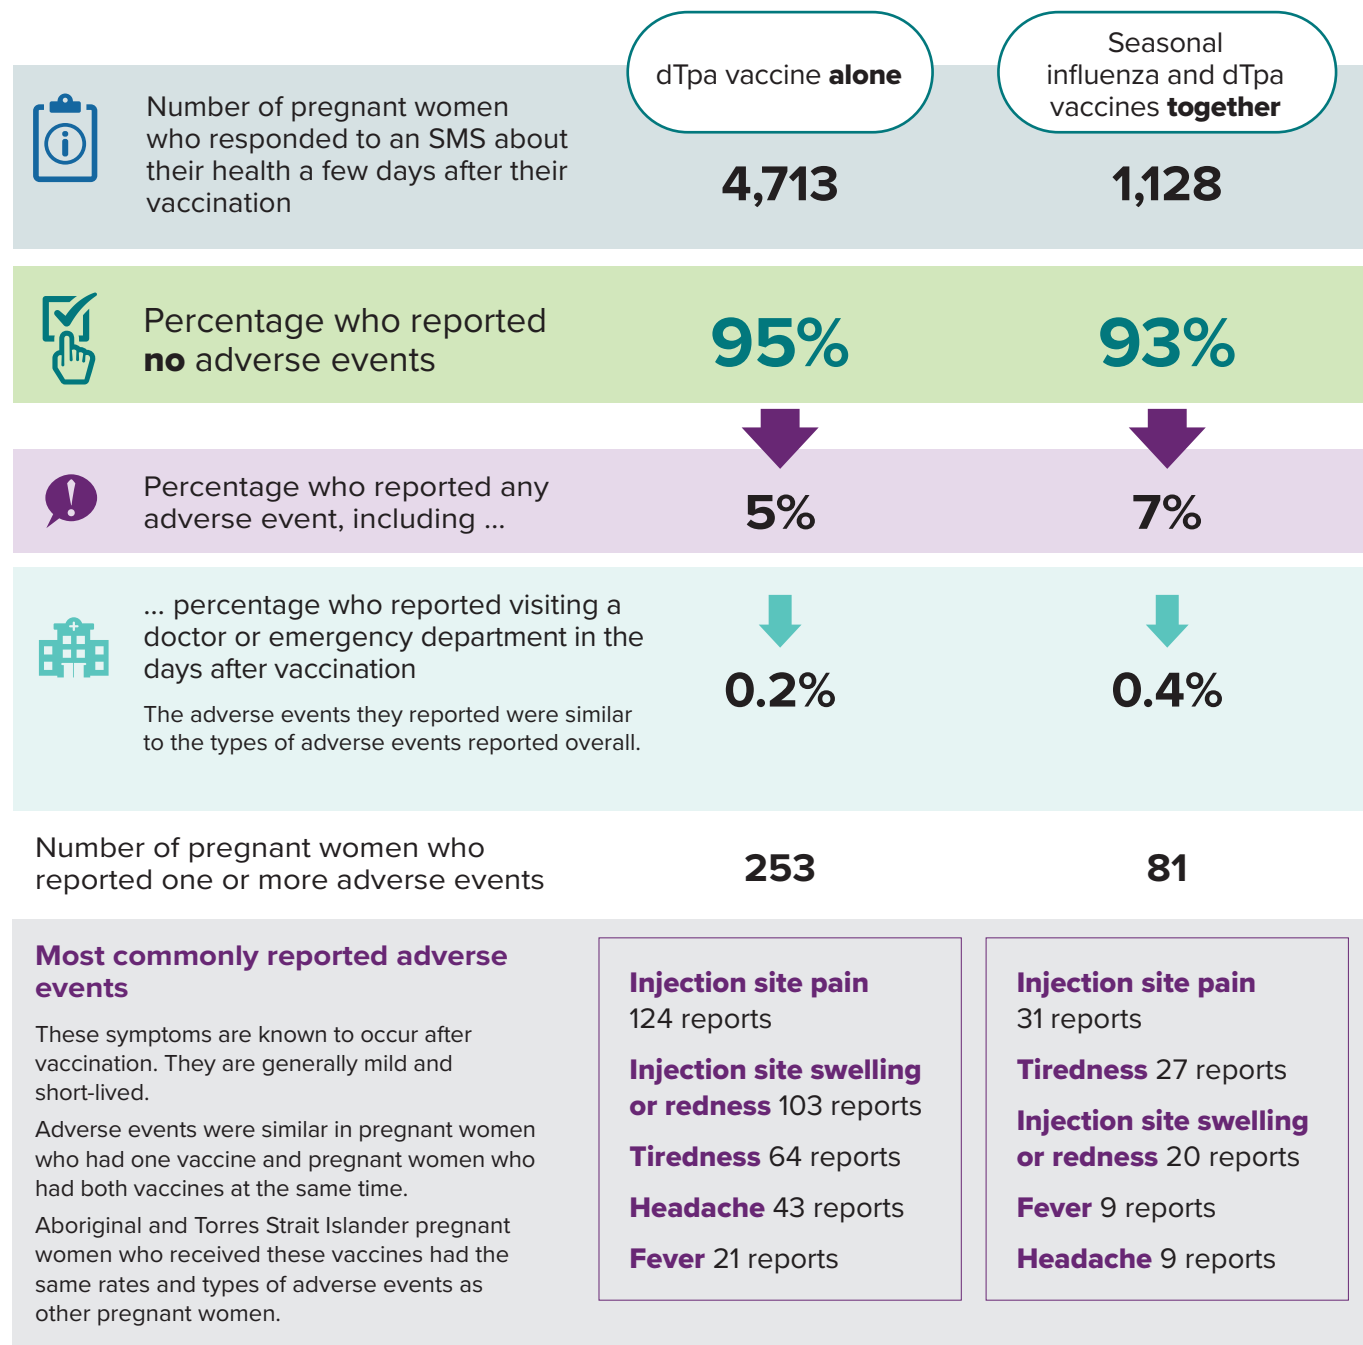 dTpa vaccine alone
Seasonal
influenza and dTpa
vaccines together
Number of pregnant women
who responded to an SMS about
their health a few days after their
vaccination
4,713
1,128
Percentage who reported
no adverse events
95%
93%
Percentage who reported any
adverse event, including ...
5%
7%
... percentage who reported visiting a
doctor or emergency department in the
days after vaccination
The adverse events they reported were similar
to the types of adverse events reported overall.
0.2%
0.4%
Number of pregnant women who
reported one or more adverse events
253
81
Most commonly reported adverse
events
These symptoms are known to occur after
vaccination. They are generally mild and
short-lived.
Adverse events were similar in pregnant women
who had one vaccine and pregnant women who
had both vaccines at the same time.
Aboriginal and Torres Strait Islander pregnant
women who received these vaccines had the
same rates and types of adverse events as
other pregnant women.
Injection site pain
124 reports
Injection site swelling
or redness 103 reports
Tiredness 64 reports
Headache 43 reports
Fever 21 reports
Injection site pain
31 reports
Tiredness 27 reports
Injection site swelling
or redness 20 reports
Fever 9 reports
Headache 9 reports